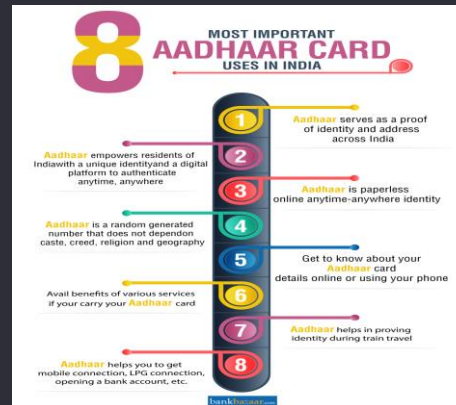 8
MOST IMPORTANT
AADHAAR CARD
USES IN INDIA
1
Aadhaar serves as a proof
of identity and address
across India
2
Aadhaar empowers residents of
Indiawith a unique identityand a digital
platform to authenticate
anytime, anywhere
3
Aadhaar is paperless
online anytime-anywhere identity
4
Aadhaar is a random generated
number that does not dependon
caste, creed, religion and geography
5
Get to know about your
Aadhaar card
details online or using your phone
6
Avail benefits of various services
if your carry your Aadhaar card
7
Aadhaar helps in proving
identity during train travel
8
Aadhaar helps you to get
mobile connection, LPG connection,
opening a bank account, etc.
bankbazaar.com